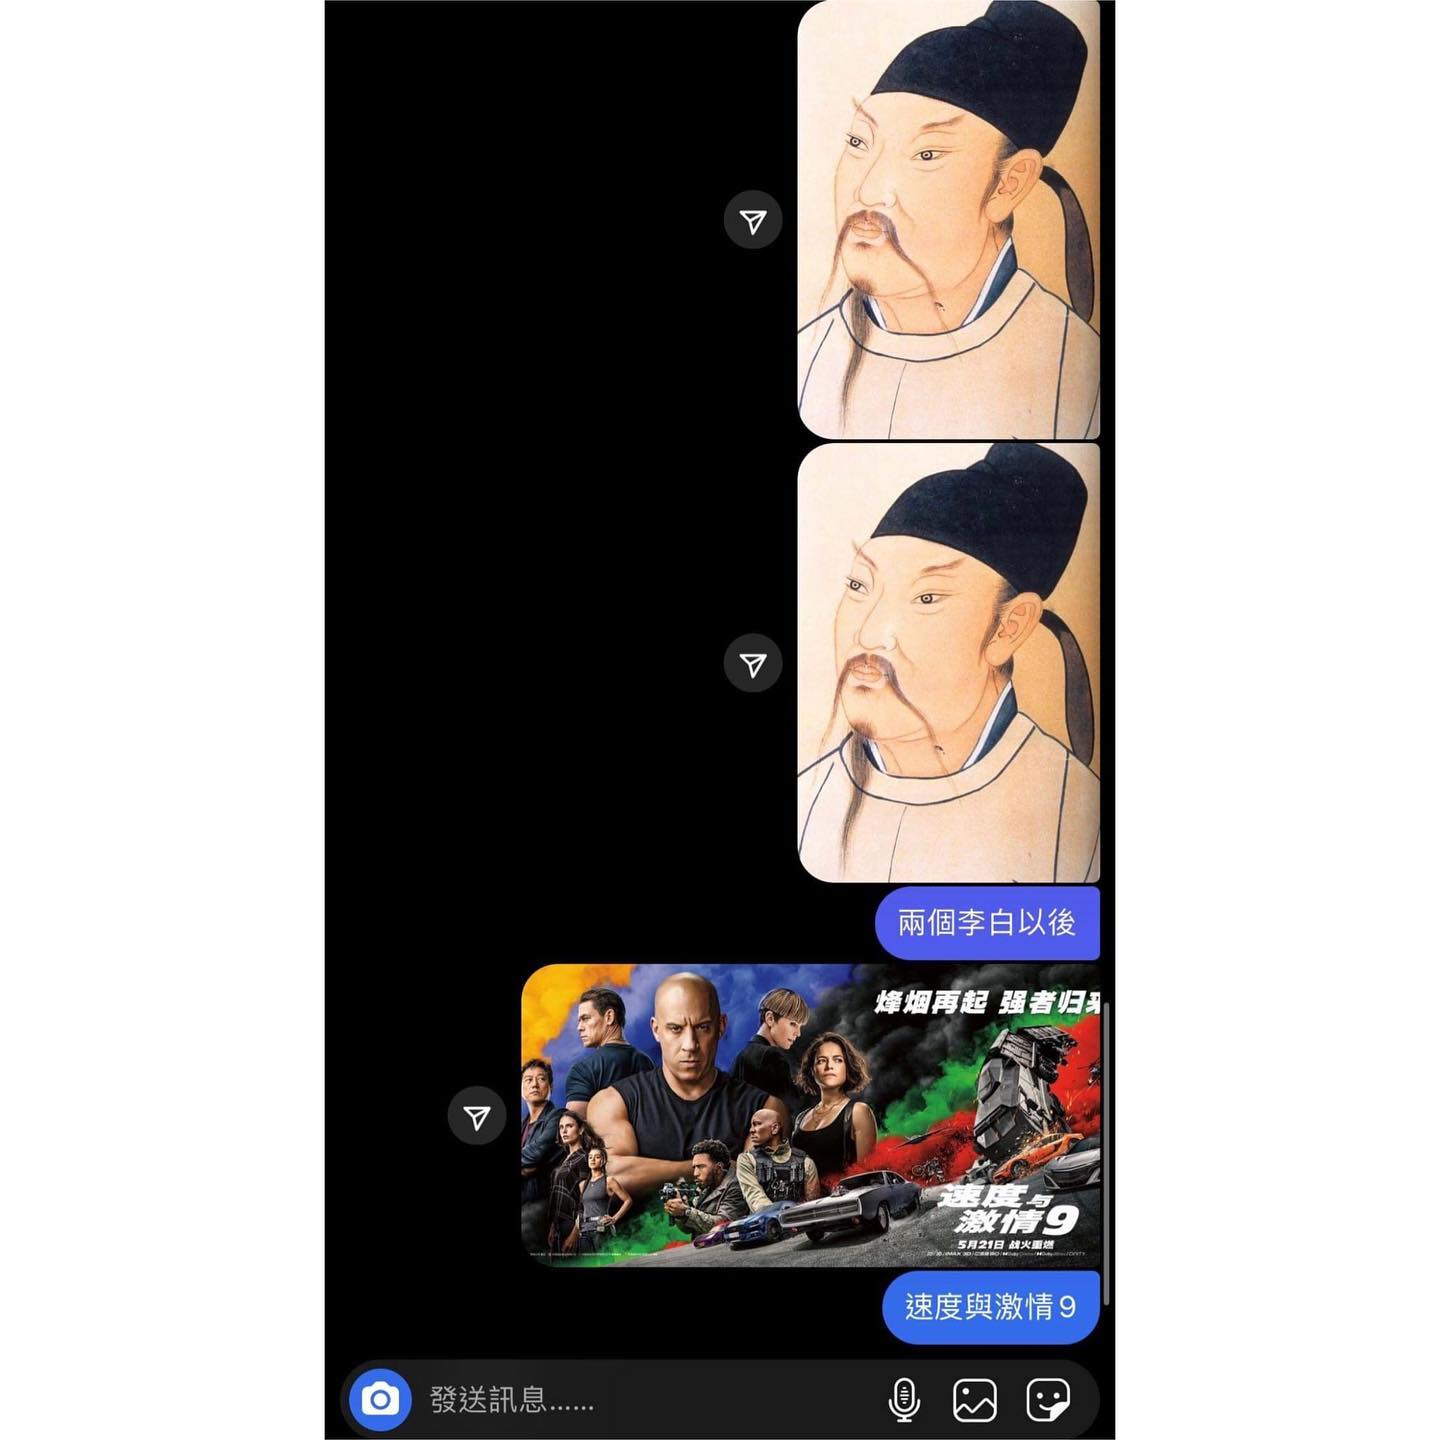 兩個李白以後
烽烟再起 强者归来
速度与
激情9
5月21日 战火重燃
速度與激情9
發送訊息......